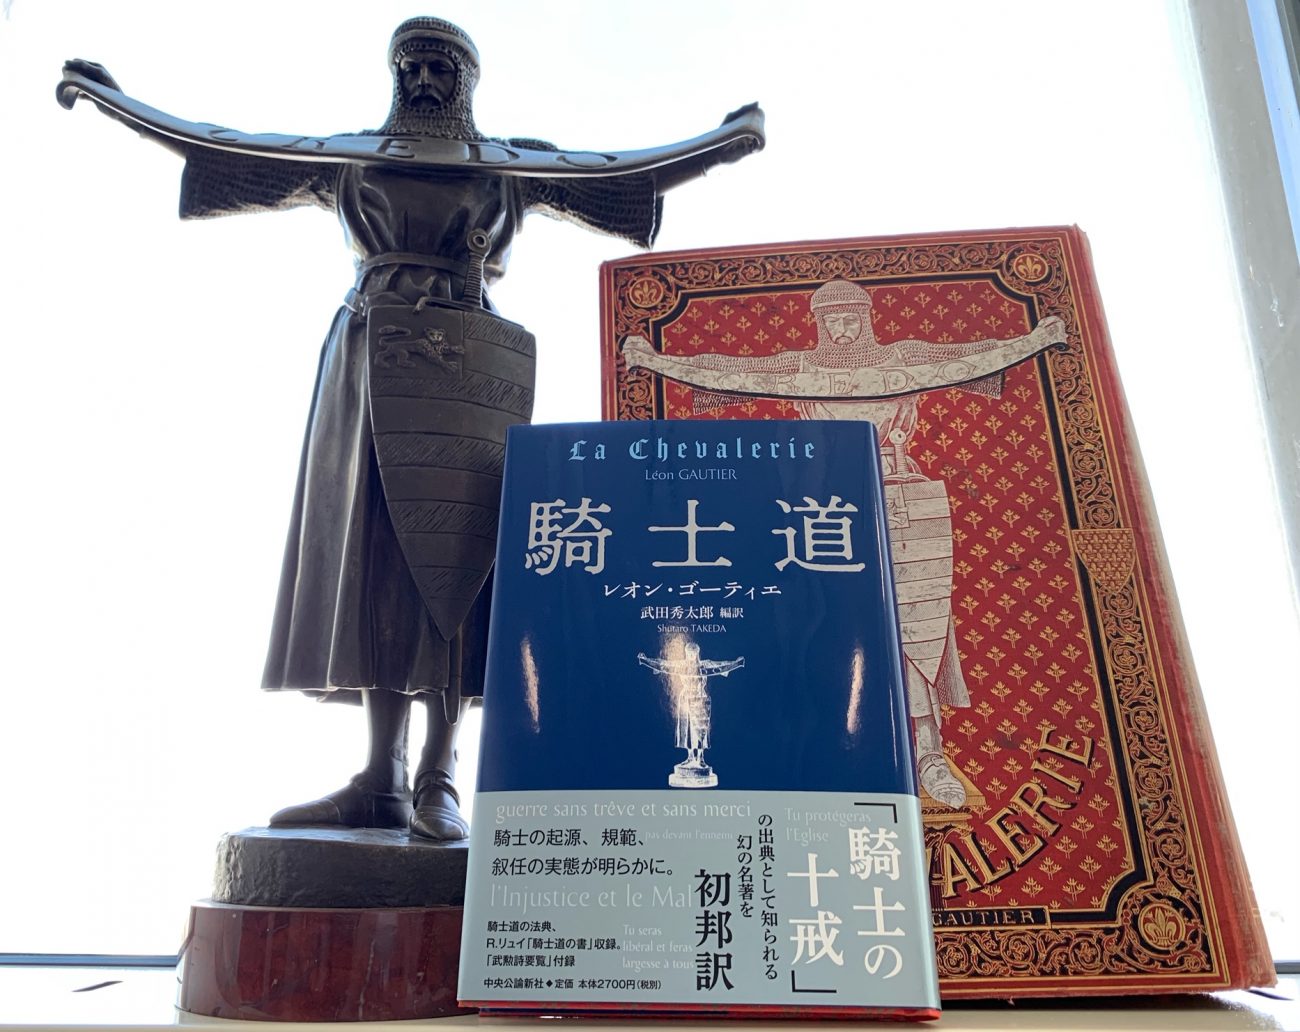 CREDO
CREDO
ALERIE
GAUTIER
La Chevalerie
Léon GAUTIER
騎士道
レオン・ゴーティエ
武田秀太郎 編訳
Shutaro TAKEDA
guerre sans trêve et sans merci
pas devant l'ennemi
騎士の起源、規範、
叙任の実態が明らかに。
l'Injustice et le Mal
騎士道の法典、
R.リュイ「騎士道の書」収録。
「武勲詩要覧」付録
Tu seras
libéral et feras
largesse à tous
中央公論新社◆定価 本体2700円(税別)
Tu protégeras
l'Eglise
「騎士の
十戒」
の出典として知られる
幻の名著を
初邦訳